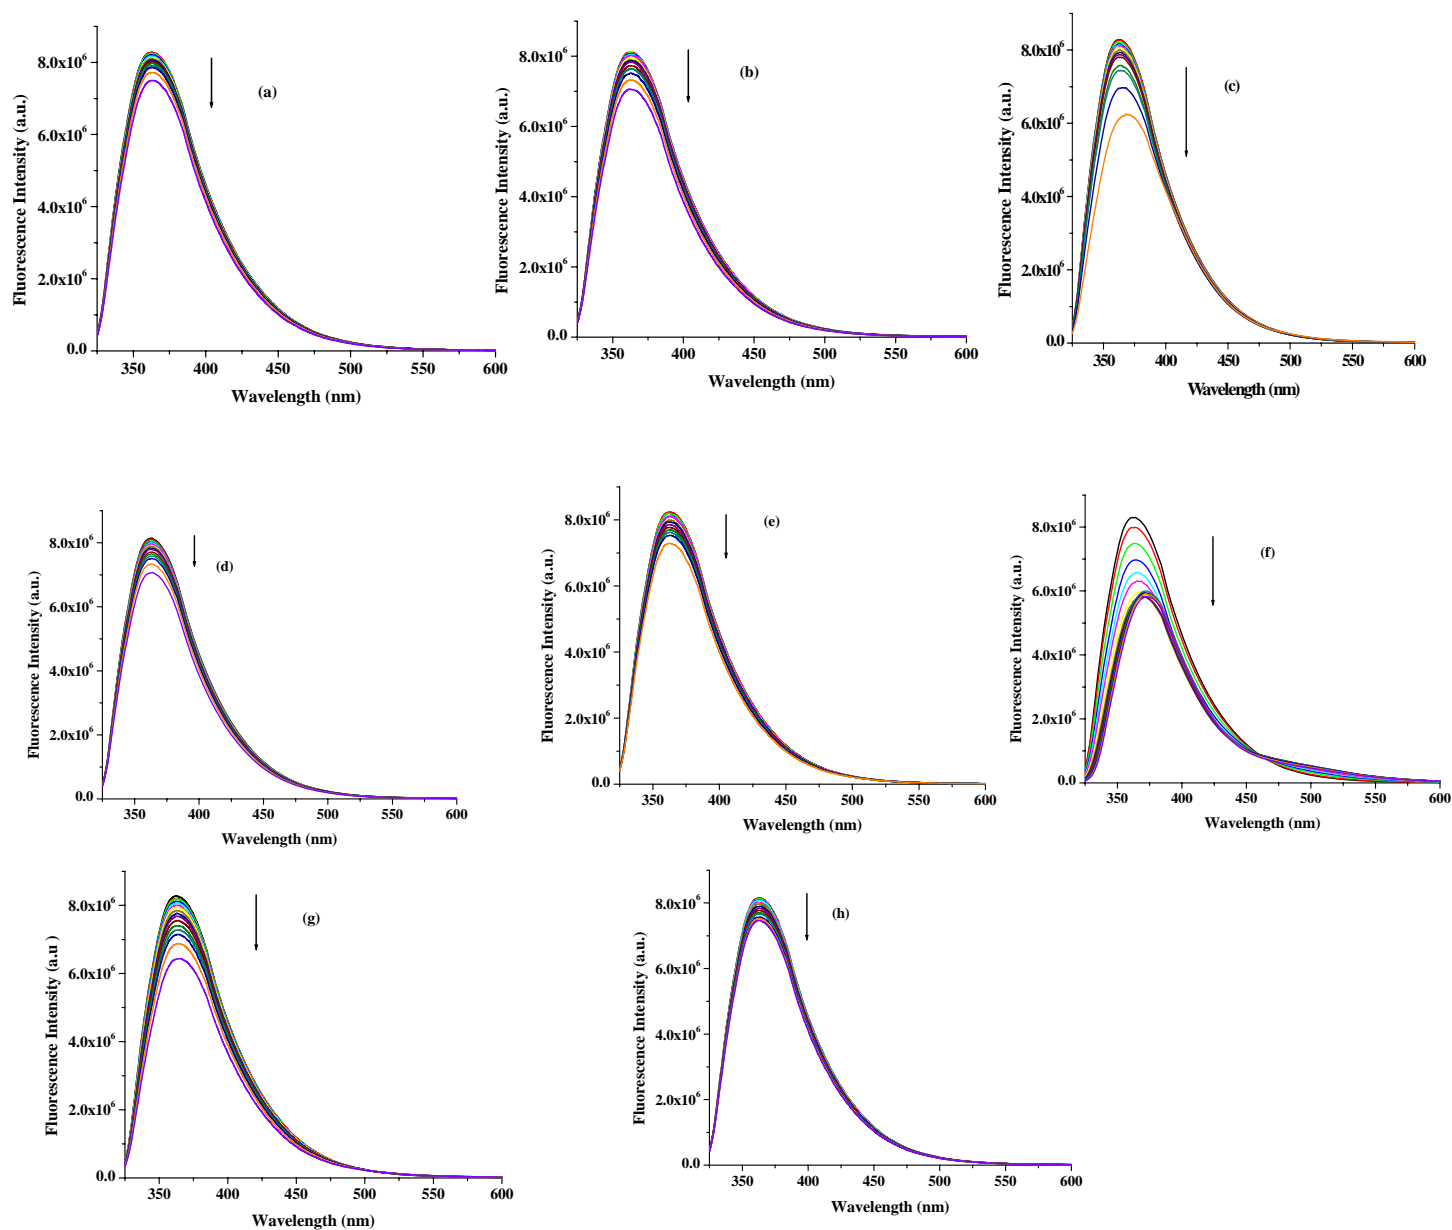 Fluorescence Intensity (a.u.)
8.0x10⁶
6.0x10⁶
4.0x10⁶
2.0x10⁶
0.0
350 400 450 500 550 600
Wavelength (nm)
(a)
Fluorescence Intensity (a.u.)
8.0x10⁶
6.0x10⁶
4.0x10⁶
2.0x10⁶
0.0
350 400 450 500 550 600
Wavelength (nm)
(b)
Fluorescence Intensity (a.u.)
8.0x10⁶
6.0x10⁶
4.0x10⁶
2.0x10⁶
0.0
350 400 450 500 550 600
Wavelength (nm)
(c)
Fluorescence Intensity (a.u.)
8.0x10⁶
6.0x10⁶
4.0x10⁶
2.0x10⁶
0.0
350 400 450 500 550 600
Wavelength (nm)
(d)
Fluorescence Intensity (a.u.)
8.0x10⁶
6.0x10⁶
4.0x10⁶
2.0x10⁶
0.0
350 400 450 500 550 600
Wavelength (nm)
(e)
Fluorescence Intensity (a.u.)
8.0x10⁶
6.0x10⁶
4.0x10⁶
2.0x10⁶
0.0
350 400 450 500 550 600
Wavelength (nm)
(f)
Fluorescence Intensity (a.u )
8.0x10⁶
6.0x10⁶
4.0x10⁶
2.0x10⁶
0.0
350 400 450 500 550 600
Wavelength (nm)
(g)
Fluorescence Intensity (a.u.)
8.0x10⁶
6.0x10⁶
4.0x10⁶
2.0x10⁶
0.0
350 400 450 500 550 600
Wavelength (nm)
(h)